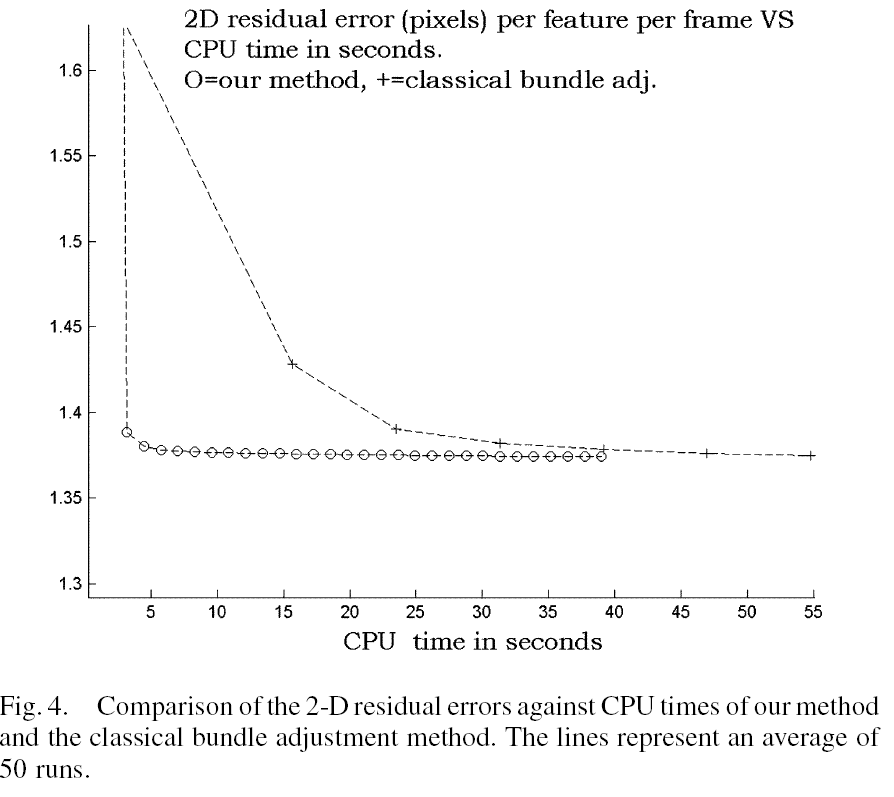 2D residual error (pixels) per feature per frame VS
CPU time in seconds.
O=our method, +=classical bundle adj.
1.6
1.55
1.5
1.45
1.4
1.35
1.3
5 10 15 20 25 30 35 40 45 50 55
CPU time in seconds
Fig. 4. Comparison of the 2-D residual errors against CPU times of our method
and the classical bundle adjustment method. The lines represent an average of
50 runs.